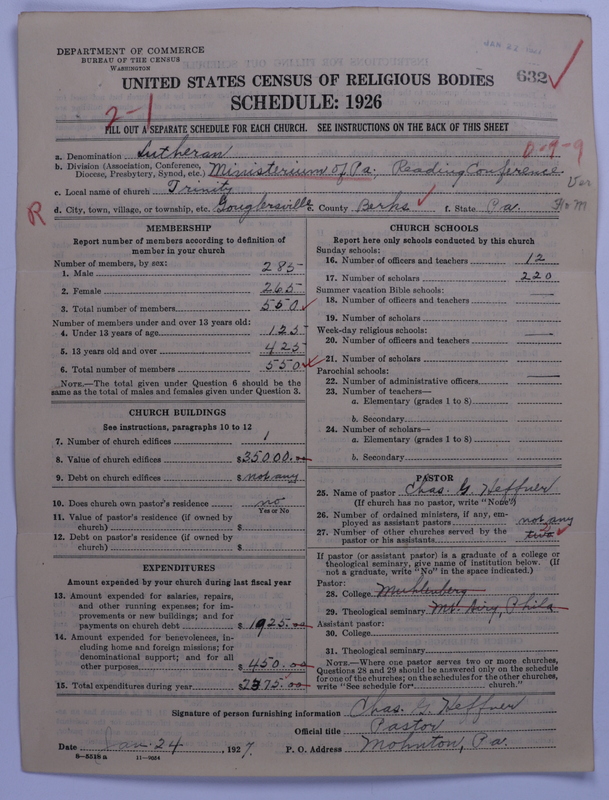 DEPARTMENT OF COMMERCE
BUREAU OF THE CENSUS
WASHINGTON
UNITED STATES CENSUS OF RELIGIOUS BODIES
632
SCHEDULE: 1926
2-1
FILL OUT A SEPARATE SCHEDULE FOR EACH CHURCH. SEE INSTRUCTIONS ON THE BACK OF THIS SHEET
0-9-9
a. Denomination Lutheran
b. Division (Association, Conference, Diocese, Presbytery, Synod, etc.) Ministerium of Pa. Reading Conference
c. Local name of church Trinity
R
d. City, town, village, or township, etc. Gouglersville e. County Berks f. State Pa.
MEMBERSHIP
Report number of members according to definition of
member in your church
Number of members, by sex:
1. Male 285
2. Female 265
3. Total number of members 550
Number of members under and over 13 years old:
4. Under 13 years of age 125
5. 13 years old and over 425
6. Total number of members 550
NOTE.—The total given under Question 6 should be the
same as the total of males and females given under Question 3.
CHURCH BUILDINGS
See instructions, paragraphs 10 to 12
7. Number of church edifices 1
8. Value of church edifices $35000.00
9. Debt on church edifices $ not any
10. Does church own pastor's residence no
Yes or No
11. Value of pastor's residence (if owned by
church) $
12. Debt on pastor's residence (if owned by
church) $
EXPENDITURES
Amount expended by your church during last fiscal year
13. Amount expended for salaries, repairs,
and other running expenses; for im-
provements or new buildings; and for
payments on church debt $ 1925.00
14. Amount expended for benevolences, in-
cluding home and foreign missions; for
denominational support; and for all
other purposes $ 450.00
15. Total expenditures during year $2375.00
CHURCH SCHOOLS
Report here only schools conducted by this church
Sunday schools:
16. Number of officers and teachers 12
17. Number of scholars 220
Summer vacation Bible schools:
18. Number of officers and teachers
19. Number of scholars
Week-day religious schools:
20. Number of officers and teachers
21. Number of scholars
Parochial schools:
22. Number of administrative officers
23. Number of teachers—
a. Elementary (grades 1 to 8)
b. Secondary
24. Number of scholars—
a. Elementary (grades 1 to 8)
b. Secondary
PASTOR
25. Name of pastor Chas. G. Heffner
(If church has no pastor, write "None")
26. Number of ordained ministers, if any, em-
ployed as assistant pastors not any
27. Number of other churches served by the
pastor or his assistants two
If pastor (or assistant pastor) is a graduate of a college or
theological seminary, give name of institution below. (If
not a graduate, write "No" in the space indicated.)
Pastor:
28. College Muhlenberg
29. Theological seminary Mt. Airy, Phila
Assistant pastor:
30. College
31. Theological seminary
NOTE.—Where one pastor serves two or more churches,
Questions 28 and 29 should be answered only on the schedule
for one of the churches; on the schedules for the other churches,
write "See schedule for church."
Signature of person furnishing information Chas. G. Heffner
Official title Pastor
Date Jan. 24, 1927. P. O. Address Mohnton, Pa.
8—5518a 11—9024